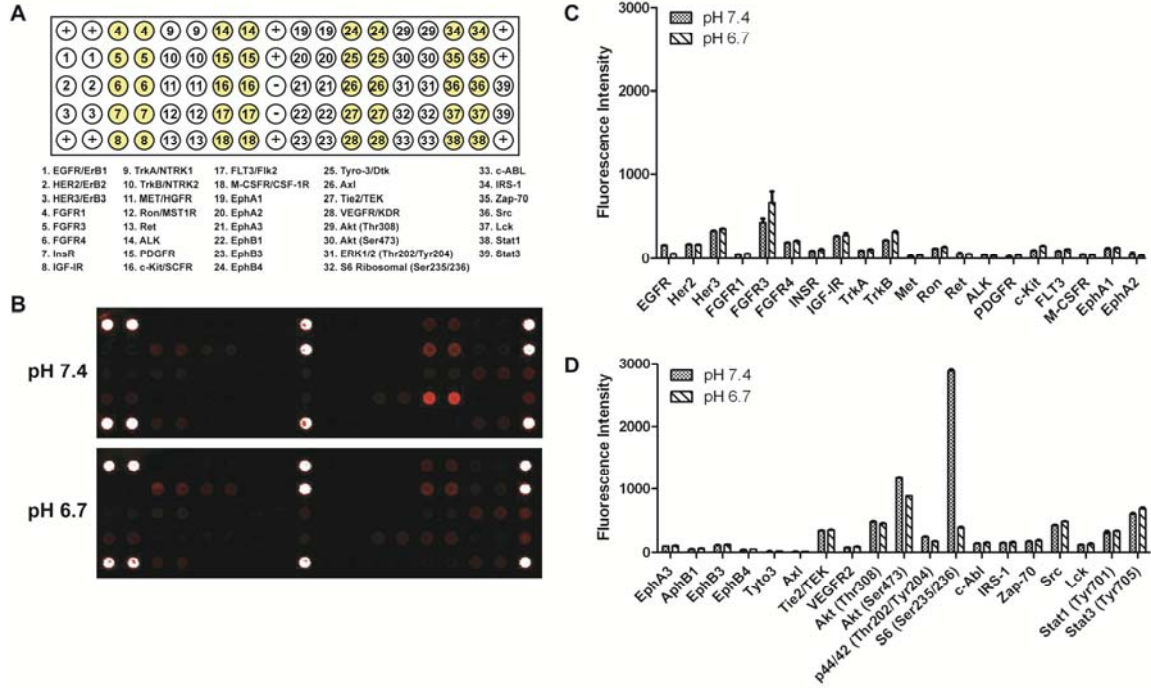 A
+ + 4 4 9 9 14 14 + 19 19 24 24 29 29 34 34 +
1 1 5 5 10 10 15 15 + 20 20 25 25 30 30 35 35 +
2 2 6 6 11 11 16 16 - 21 21 26 26 31 31 36 36 39
3 3 7 7 12 12 17 17 - 22 22 27 27 32 32 37 37 39
+ + 8 8 13 13 18 18 + 23 23 28 28 33 33 38 38 +
1. EGFR/ErB1
2. HER2/ErB2
3. HER3/ErB3
4. FGFR1
5. FGFR3
6. FGFR4
7. InsR
8. IGF-IR
9. TrkA/NTRK1
10. TrkB/NTRK2
11. MET/HGFR
12. Ron/MST1R
13. Ret
14. ALK
15. PDGFR
16. c-Kit/SCFR
17. FLT3/Flk2
18. M-CSFR/CSF-1R
19. EphA1
20. EphA2
21. EphA3
22. EphB1
23. EphB3
24. EphB4
25. Tyro-3/Dtk
26. Axl
27. Tie2/TEK
28. VEGFR/KDR
29. Akt (Thr308)
30. Akt (Ser473)
31. ERK1/2 (Thr202/Tyr204)
32. S6 Ribosomal (Ser235/236)
33. c-ABL
34. IRS-1
35. Zap-70
36. Src
37. Lck
38. Stat1
39. Stat3
B
pH 7.4
pH 6.7
C
Fluorescence Intensity
3000
2000
1000
0
pH 7.4
pH 6.7
EGFR
Her2
Her3
FGFR1
FGFR3
FGFR4
INSR
IGF-IR
TrkA
TrkB
Met
Ron
Ret
ALK
PDGFR
c-Kit
FLT3
M-CSFR
EphA1
EphA2
D
Fluorescence Intensity
3000
2000
1000
0
pH 7.4
pH 6.7
EphA3
AphB1
EphB3
EphB4
Tyto3
Axl
Tie2/TEK
VEGFR2
Akt (Thr308)
Akt (Ser473)
p44/42 (Thr202/Tyr204)
S6 (Ser235/236)
c-Abl
IRS-1
Zap-70
Src
Lck
Stat1 (Tyr701)
Stat3 (Tyr705)